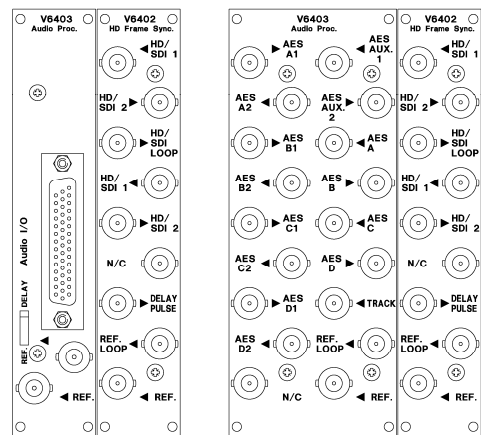 V6403
Audio Proc.
DELAY Audio I/O
REF.
REF.
V6402
HD Frame Sync.
HD/
SDI 1
HD/
SDI 2
HD/
SDI
LOOP
HD/
SDI 1
HD/
SDI 2
N/C
DELAY
PULSE
REF.
LOOP
REF.
V6403
Audio Proc.
AES
A1
AES
AUX.
1
AES
A2
AES
AUX.
2
AES
B1
AES
A
AES
B2
AES
B
AES
C1
AES
C
AES
C2
AES
D
AES
D1
TRACK
AES
D2
REF.
LOOP
N/C
REF.
V6402
HD Frame Sync.
HD/
SDI 1
HD/
SDI 2
HD/
SDI
LOOP
HD/
SDI 1
HD/
SDI 2
N/C
DELAY
PULSE
REF.
LOOP
REF.